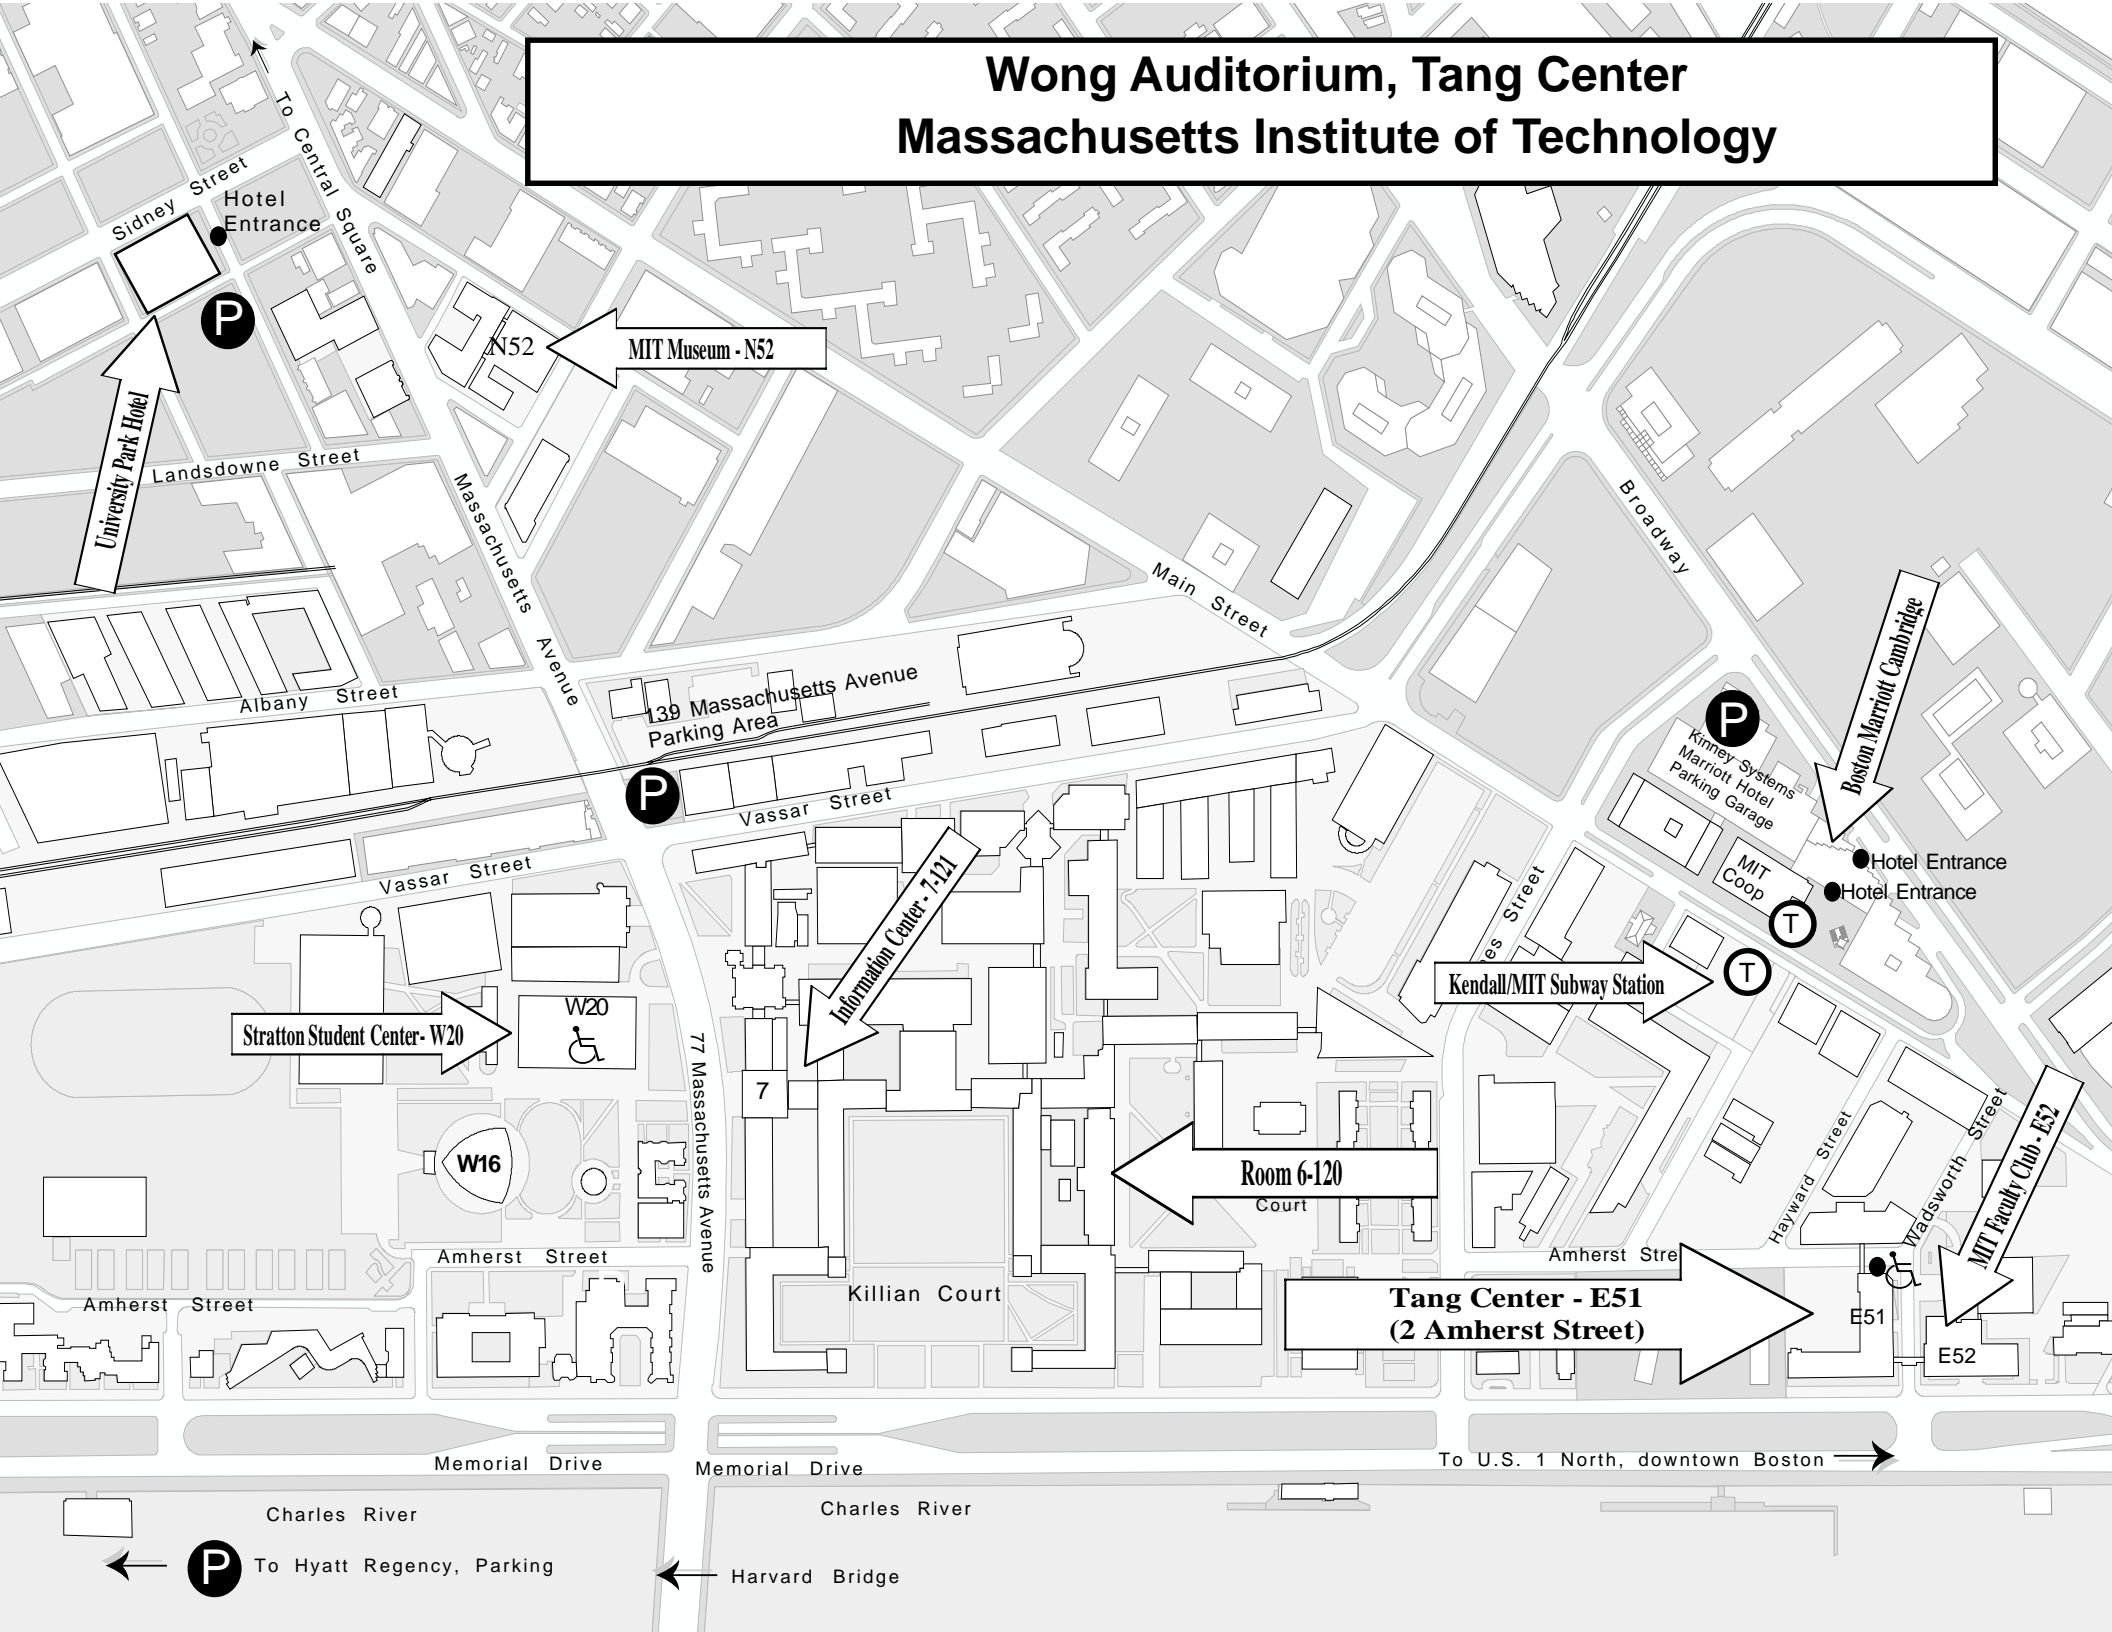 Wong Auditorium, Tang Center
Massachusetts Institute of Technology
To Central Square
Sidney Street
Hotel
Entrance
P
N52
MIT Museum - N52
University Park Hotel
Landsdowne Street
Massachusetts Avenue
Broadway
Main Street
Albany Street
139 Massachusetts Avenue
Parking Area
P
Vassar Street
Vassar Street
P
Kinney Systems
Marriott Hotel
Parking Garage
Boston Marriott Cambridge
MIT
Coop
Hotel Entrance
Hotel Entrance
T
T
Kendall/MIT Subway Station
Street
Information Center - 7-121
W20
Stratton Student Center- W20
77 Massachusetts Avenue
7
W16
Room 6-120
Court
Hayward Street
Wadsworth Street
MIT Faculty Club - E52
Amherst Street
Amherst Street
Amherst Stre
Killian Court
Tang Center - E51
(2 Amherst Street)
E51
E52
Memorial Drive
Memorial Drive
To U.S. 1 North, downtown Boston
Charles River
Charles River
P
To Hyatt Regency, Parking
Harvard Bridge